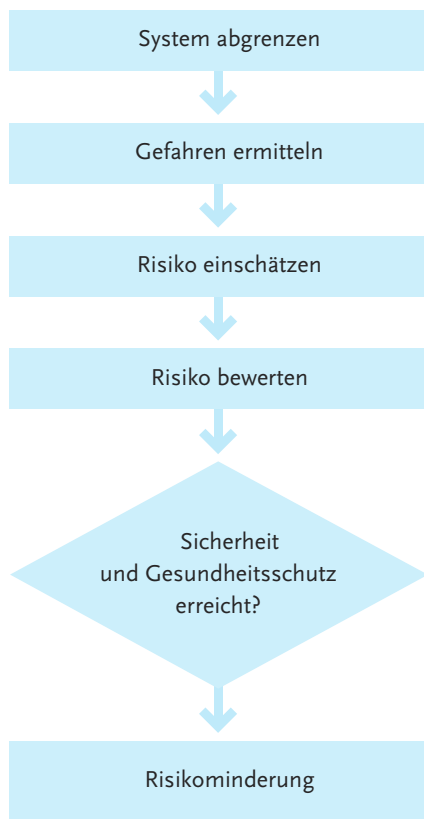 System abgrenzen
Gefahren ermitteln
Risiko einschätzen
Risiko bewerten
Sicherheit
und Gesundheitsschutz
erreicht?
Risikominderung